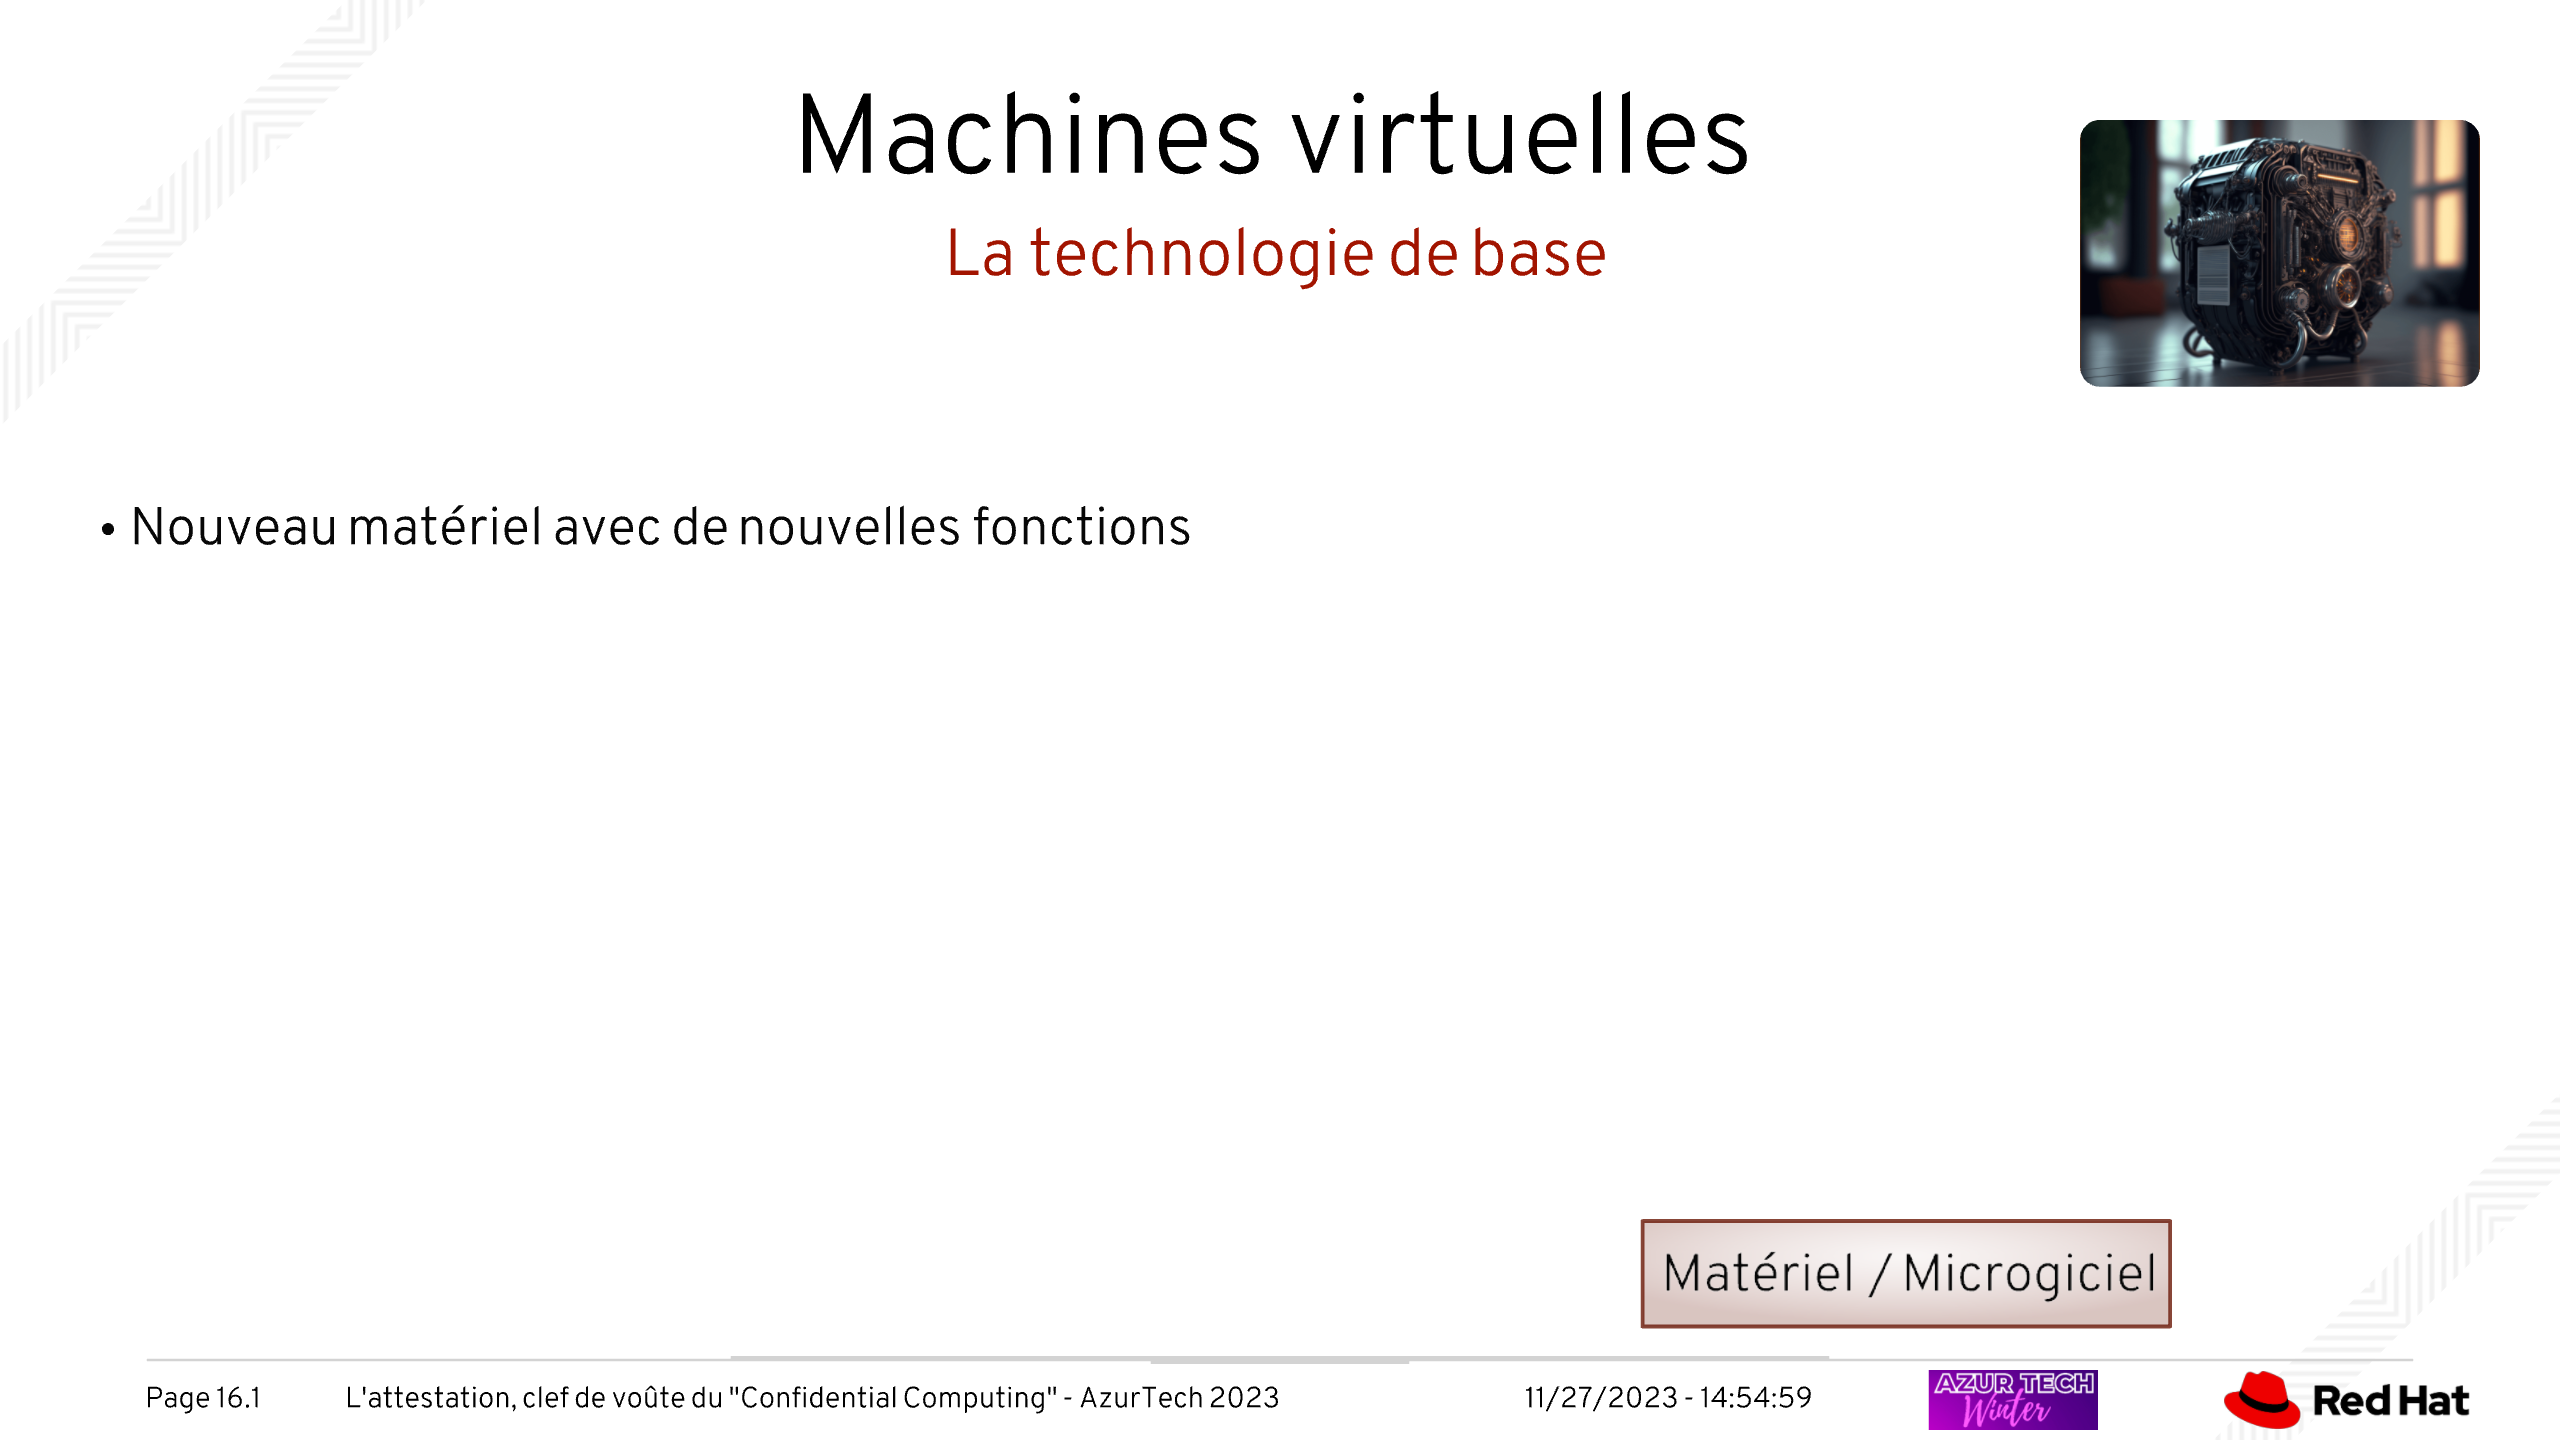 Machines virtuelles
La technologie de base
• Nouveau matériel avec de nouvelles fonctions
Matériel / Microgiciel
Page 16.1 L'attestation, clef de voûte du "Confidential Computing" - AzurTech 2023 11/27/2023 - 14:54:59
AZUR TECH
Winter
Red Hat